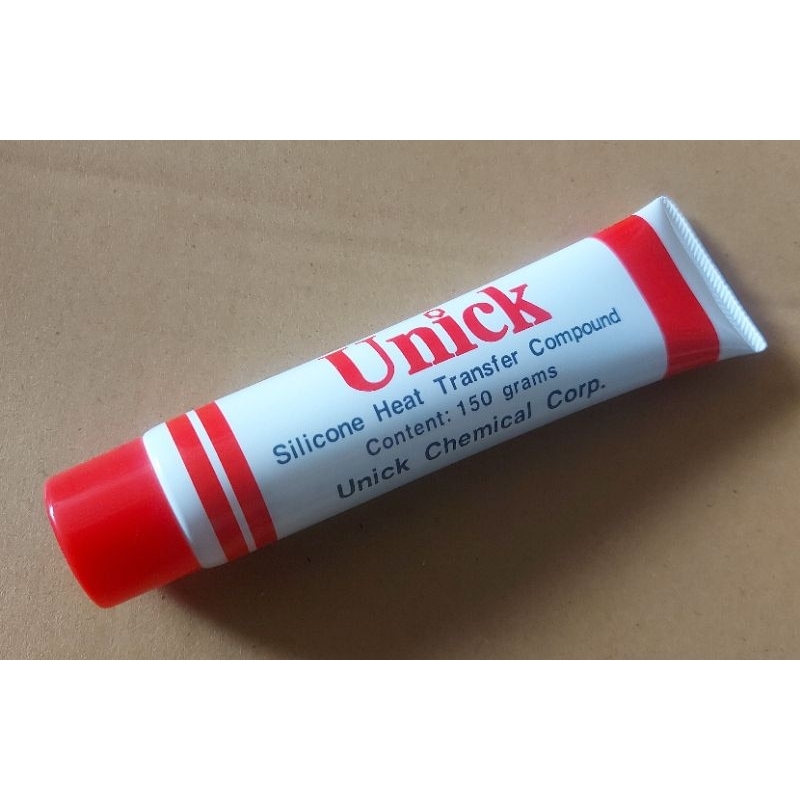 Unick
Silicone Heat Transfer Compound
Content: 150 grams
Unick Chemical Corp.